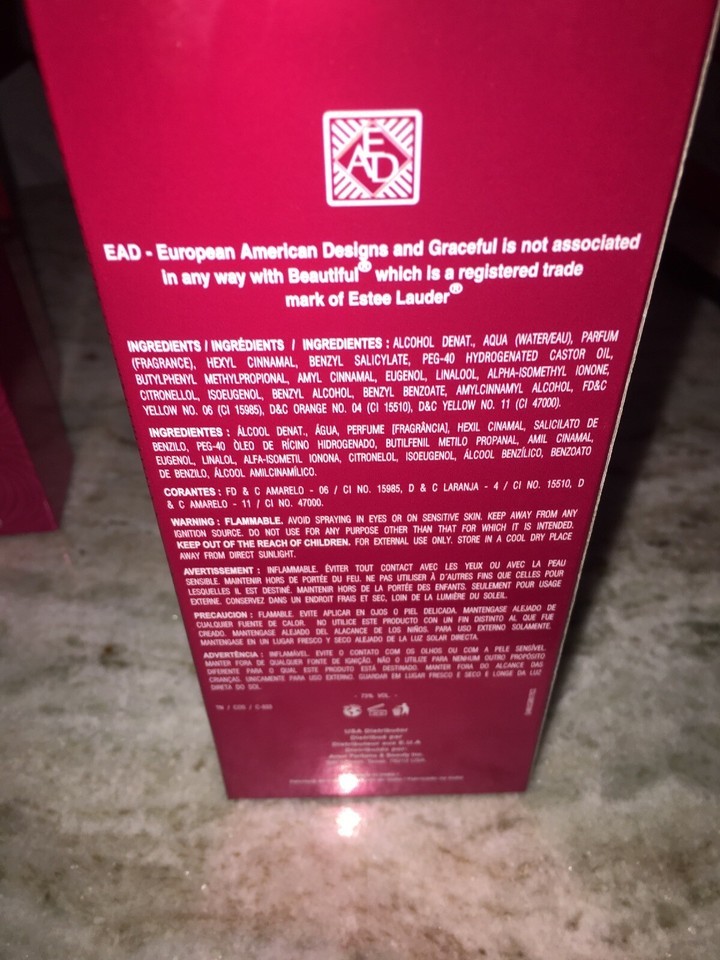 EAD
EAD - European American Designs and Graceful is not associated
in any way with Beautiful® which is a registered trade
mark of Estee Lauder®
INGREDIENTS / INGRÉDIENTS / INGREDIENTES : ALCOHOL DENAT., AQUA (WATER/EAU), PARFUM
(FRAGRANCE), HEXYL CINNAMAL, BENZYL SALICYLATE, PEG-40 HYDROGENATED CASTOR OIL,
BUTYLPHENYL METHYLPROPIONAL, AMYL CINNAMAL, EUGENOL, LINALOOL, ALPHA-ISOMETHYL IONONE,
CITRONELLOL, ISOEUGENOL, BENZYL ALCOHOL, BENZYL BENZOATE, AMYLCINNAMYL ALCOHOL, FD&C
YELLOW NO. 06 (CI 15985), D&C ORANGE NO. 04 (CI 15510), D&C YELLOW NO. 11 (CI 47000).
INGREDIENTES : ÁLCOOL DENAT., ÁGUA, PERFUME [FRAGRÂNCIA], HEXIL CINAMAL, SALICILATO DE
BENZILO, PEG-40 ÒLEO DE RÍCINO HIDROGENADO, BUTILFENIL METILO PROPANAL, AMIL CINAMAL,
EUGENOL, LINALOL, ALFA-ISOMETIL IONONA, CITRONELOL, ISOEUGENOL, ÁLCOOL BENZÍLICO, BENZOATO
DE BENZILO, ÁLCOOL AMILCINAMÍLICO.
CORANTES : FD & C AMARELO - 06 / CI NO. 15985, D & C LARANJA - 4 / CI NO. 15510, D
& C AMARELO - 11 / CI NO. 47000.
WARNING : FLAMMABLE. AVOID SPRAYING IN EYES OR ON SENSITIVE SKIN. KEEP AWAY FROM ANY
IGNITION SOURCE. DO NOT USE FOR ANY PURPOSE OTHER THAN THAT FOR WHICH IT IS INTENDED.
KEEP OUT OF THE REACH OF CHILDREN. FOR EXTERNAL USE ONLY. STORE IN A COOL DRY PLACE
AWAY FROM DIRECT SUNLIGHT.
AVERTISSEMENT : INFLAMMABLE. ÉVITER TOUT CONTACT AVEC LES YEUX OU AVEC LA PEAU
SENSIBLE. MAINTENIR HORS DE PORTÉE DU FEU. NE PAS UTILISER À D'AUTRES FINS QUE CELLES POUR
LESQUELLES IL EST DESTINÉ. MAINTENIR HORS DE LA PORTÉE DES ENFANTS. SEULEMENT POUR USAGE
EXTERNE. CONSERVEZ DANS UN ENDROIT FRAIS ET SEC, LOIN DE LA LUMIÈRE DU SOLEIL.
PRECAUCION : FLAMABLE. EVITE APLICAR EN OJOS O PIEL DELICADA. MANTENGASE ALEJADO DE
CUALQUIER FUENTE DE CALOR. NO UTILICE ESTE PRODUCTO CON UN FIN DISTINTO AL QUE FUE
CREADO. MANTENGASE ALEJADO DEL ALACANCE DE LOS NIÑOS. PARA USO EXTERNO SOLAMENTE.
MANTENGASE EN UN LUGAR FRESCO Y SECO ALEJADO DE LA LUZ SOLAR DIRECTA.
ADVERTÊNCIA : INFLAMÁVEL. EVITE O CONTATO COM OS OLHOS OU COM A PELE SENSÍVEL.
MANTER FORA DE QUALQUER FONTE DE IGNIÇÃO. NÃO O UTILIZE PARA NENHUM OUTRO PROPÓSITO
DIFERENTE PARA O QUAL ESTE PRODUTO ESTÁ DESTINADO. MANTER FORA DO ALCANCE DAS
CRIANÇAS. UNICAMENTE PARA USO EXTERNO. GUARDAR EM LUGAR FRESCO E SECO E LONGE DA LUZ
DIRETA DO SOL.
USA Distributor
Distribué par
Distributeur aux E.U.A
Distribuido por: